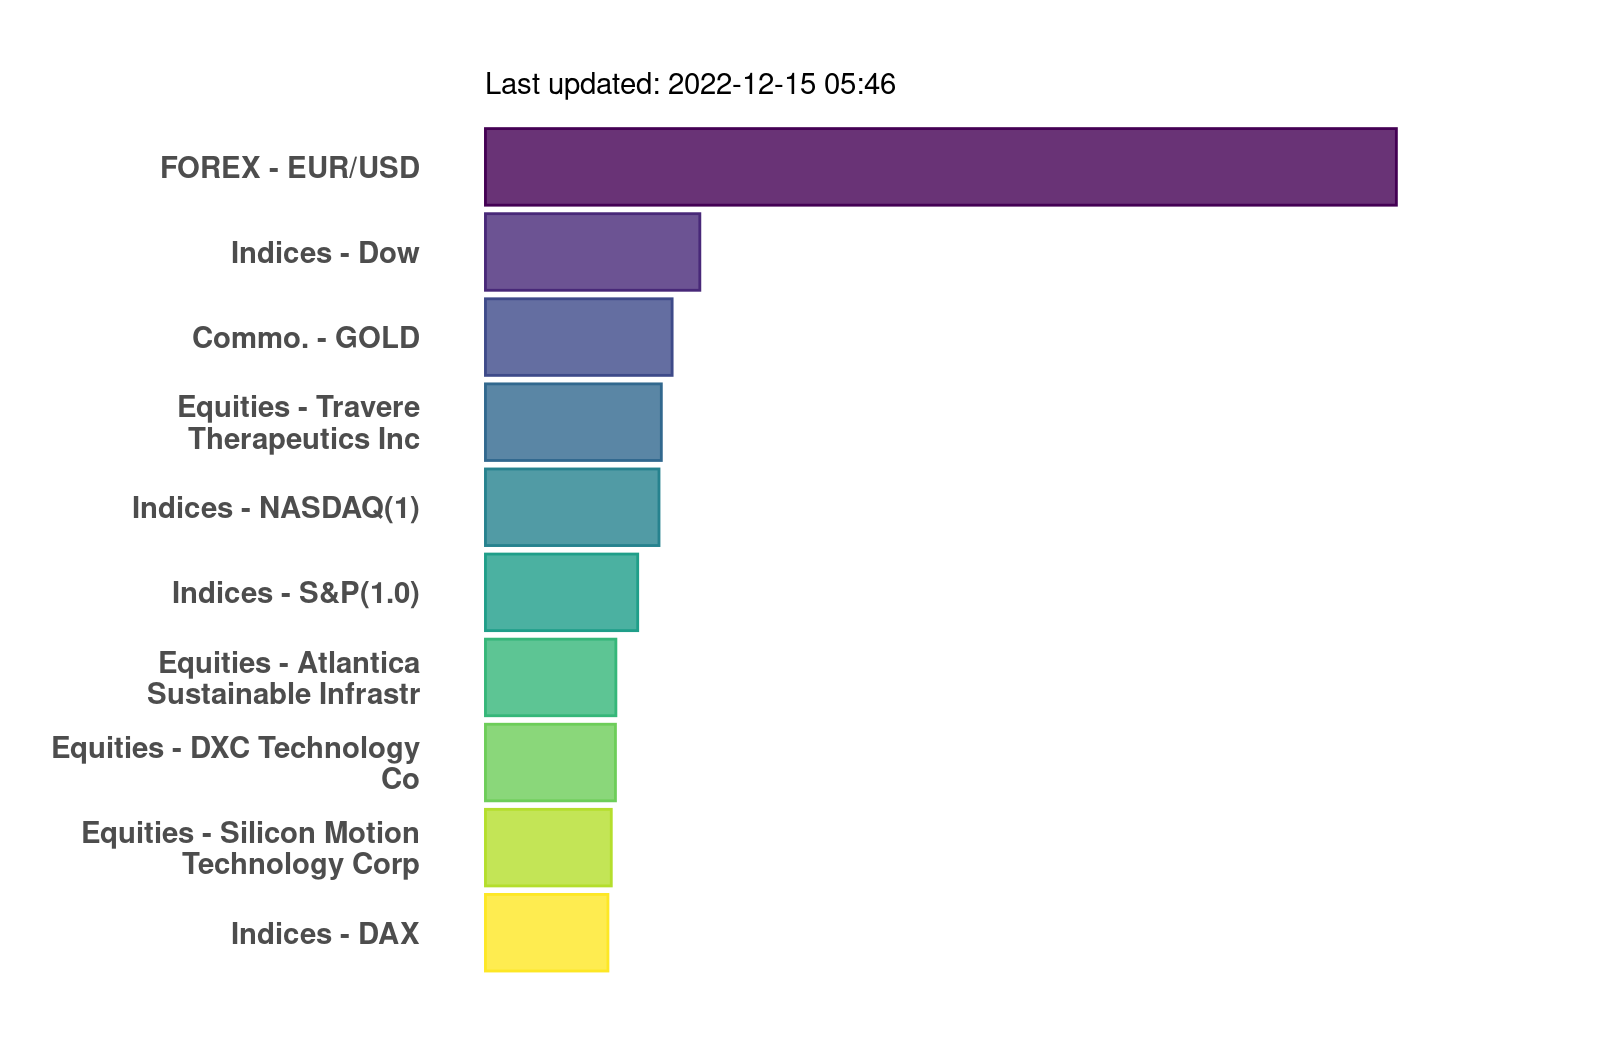 Last updated: 2022-12-15 05:46
FOREX - EUR/USD
Indices - Dow
Commo. - GOLD
Equities - Travere
Therapeutics Inc
Indices - NASDAQ(1)
Indices - S&P(1.0)
Equities - Atlantica
Sustainable Infrastr
Equities - DXC Technology
Co
Equities - Silicon Motion
Technology Corp
Indices - DAX